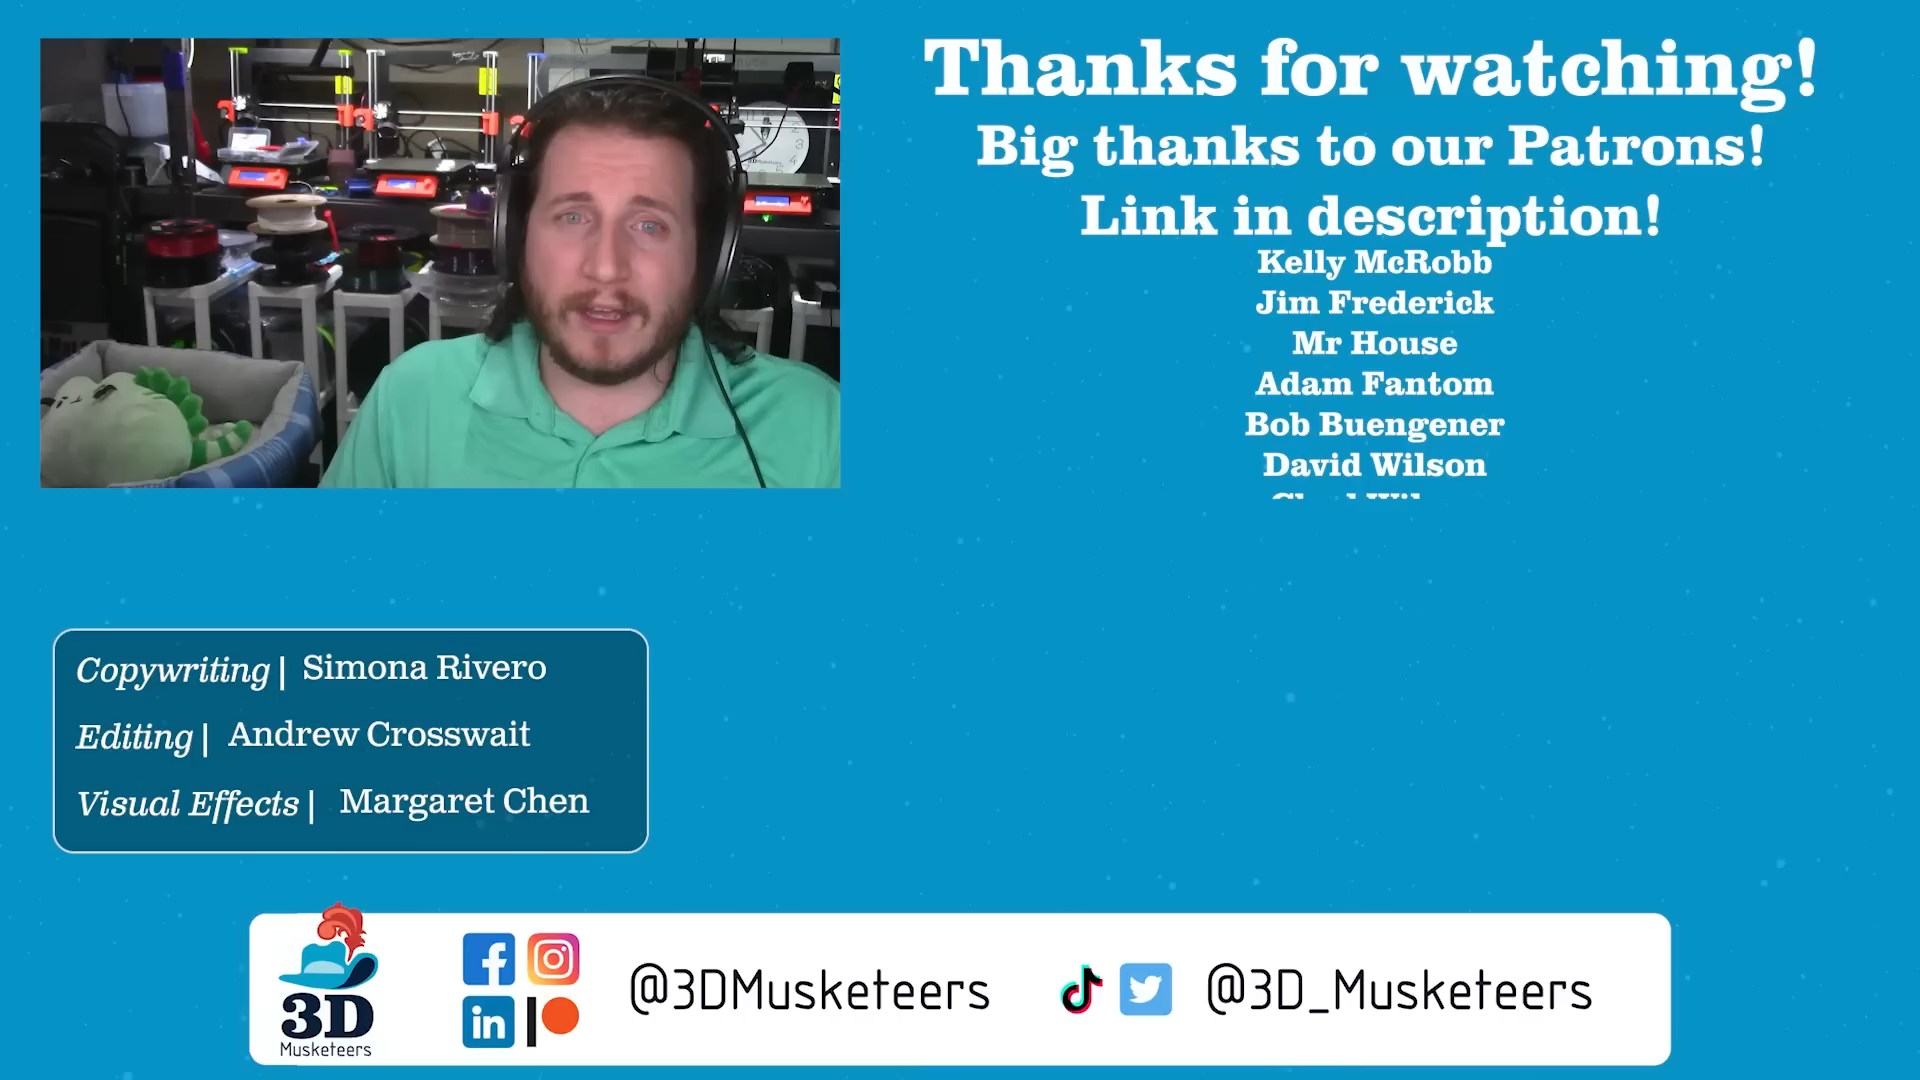 Thanks for watching!
Big thanks to our Patrons!
Link in description!
Kelly McRobb
Jim Frederick
Mr House
Adam Fantom
Bob Buengener
David Wilson
Copywriting | Simona Rivero
Editing | Andrew Crosswait
Visual Effects | Margaret Chen
3D
Musketeers
@3DMusketeers
@3D_Musketeers